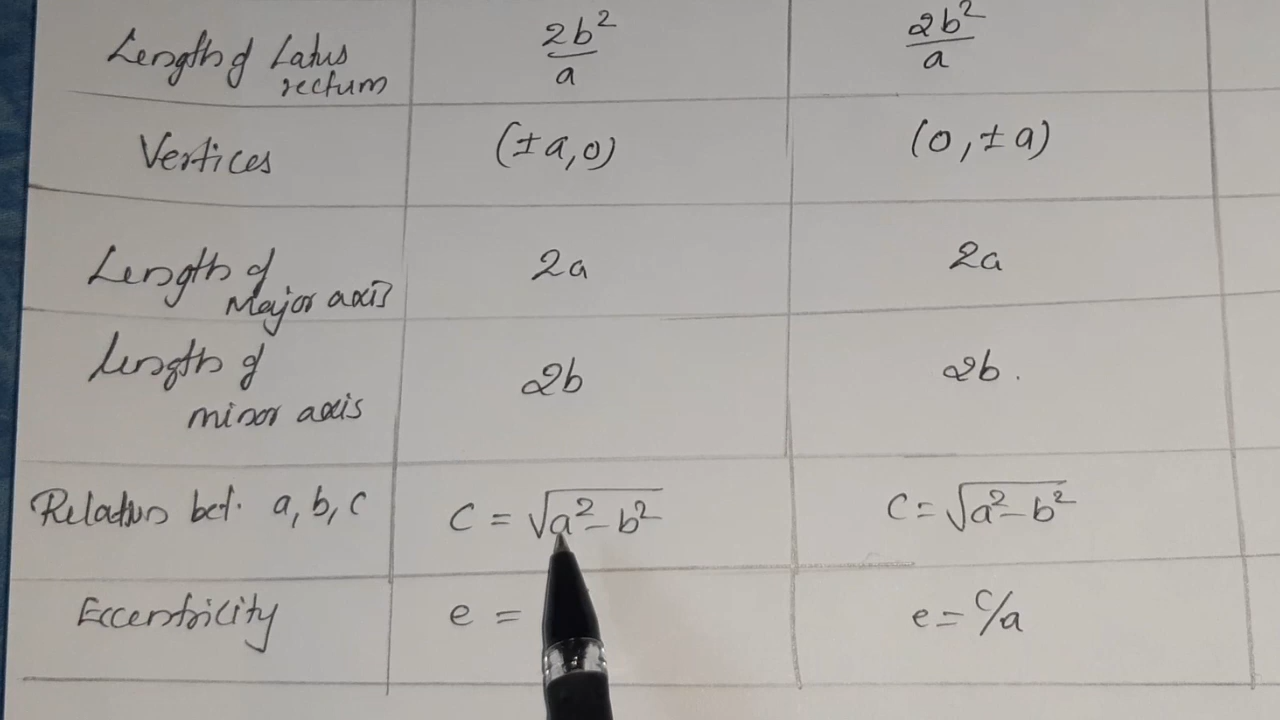 Length of Latus rectum 2b²/a 2b²/a
Vertices (±a,0) (0,±a)
Length of Major axis 2a 2a
Length of minor axis 2b 2b.
Relation bet. a, b, c c = √a²-b² c = √a²-b²
Eccentricity e = e = c/a